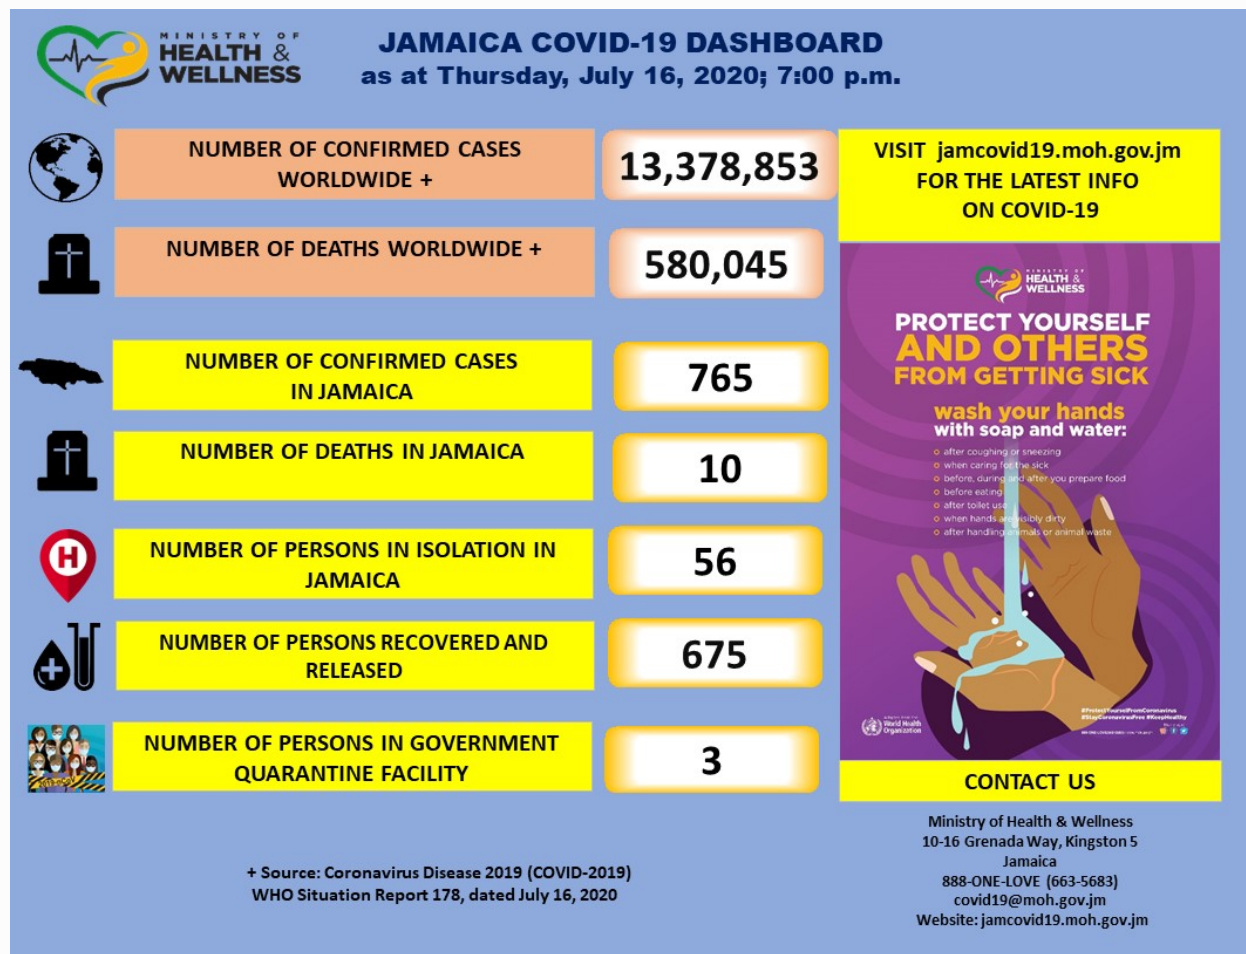 MINISTRY OF
HEALTH &
WELLNESS
JAMAICA COVID-19 DASHBOARD
as at Thursday, July 16, 2020; 7:00 p.m.
NUMBER OF CONFIRMED CASES
WORLDWIDE +
13,378,853
NUMBER OF DEATHS WORLDWIDE +
580,045
NUMBER OF CONFIRMED CASES
IN JAMAICA
765
NUMBER OF DEATHS IN JAMAICA
10
H
NUMBER OF PERSONS IN ISOLATION IN
JAMAICA
56
NUMBER OF PERSONS RECOVERED AND
RELEASED
675
NUMBER OF PERSONS IN GOVERNMENT
QUARANTINE FACILITY
3
+ Source: Coronavirus Disease 2019 (COVID-2019)
WHO Situation Report 178, dated July 16, 2020
VISIT jamcovid19.moh.gov.jm
FOR THE LATEST INFO
ON COVID-19
MINISTRY OF
HEALTH &
WELLNESS
PROTECT YOURSELF
AND OTHERS
FROM GETTING SICK
wash your hands
with soap and water:
after coughing or sneezing
when caring for the sick
before, during and after you prepare food
before eating
after toilet use
when hands are visibly dirty
after handling animals or animal waste
#ProtectYourselfFromCoronavirus
#StayCoronavirusFree #KeepHealthy
World Health
Organization
CONTACT US
Ministry of Health & Wellness
10-16 Grenada Way, Kingston 5
Jamaica
888-ONE-LOVE (663-5683)
covid19@moh.gov.jm
Website: jamcovid19.moh.gov.jm